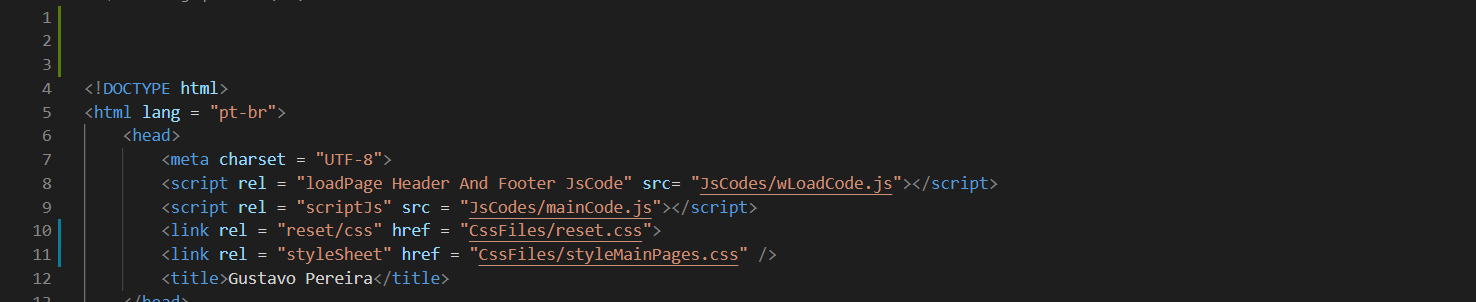 1
2
3
4 <!DOCTYPE html>
5 <html lang = "pt-br">
6 <head>
7 <meta charset = "UTF-8">
8 <script rel = "loadPage Header And Footer JsCode" src= "JsCodes/wLoadCode.js"></script>
9 <script rel = "scriptJs" src = "JsCodes/mainCode.js"></script>
10 <link rel = "reset/css" href = "CssFiles/reset.css">
11 <link rel = "styleSheet" href = "CssFiles/styleMainPages.css" />
12 <title>Gustavo Pereira</title>
13 </head>